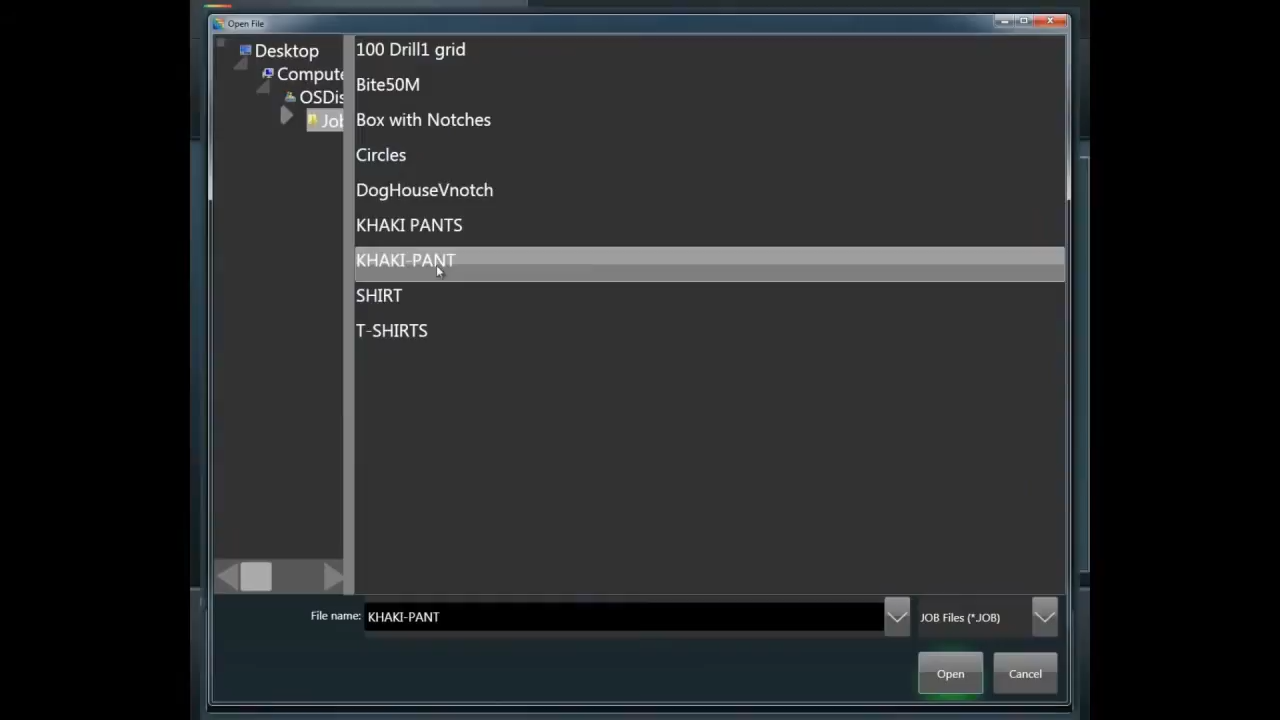 Open File
Desktop
Compute
OSDis
Job
100 Drill1 grid
Bite50M
Box with Notches
Circles
DogHouseVnotch
KHAKI PANTS
KHAKI-PANT
SHIRT
T-SHIRTS
File name: KHAKI-PANT JOB Files (*.JOB)
Open Cancel